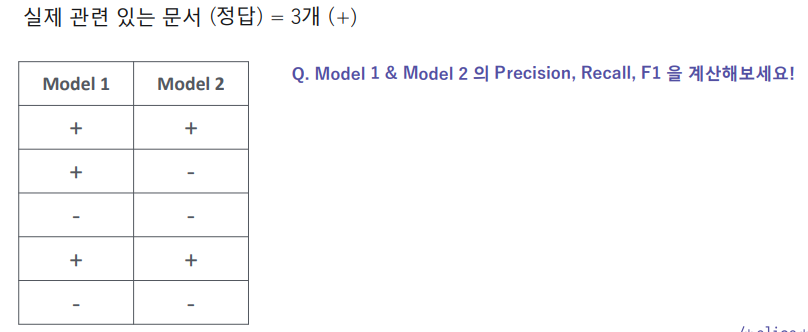 실제 관련 있는 문서 (정답) = 3개 (+)
Q. Model 1 & Model 2 의 Precision, Recall, F1 을 계산해보세요!
Model 1 Model 2
+ +
+ -
- -
+ +
- -